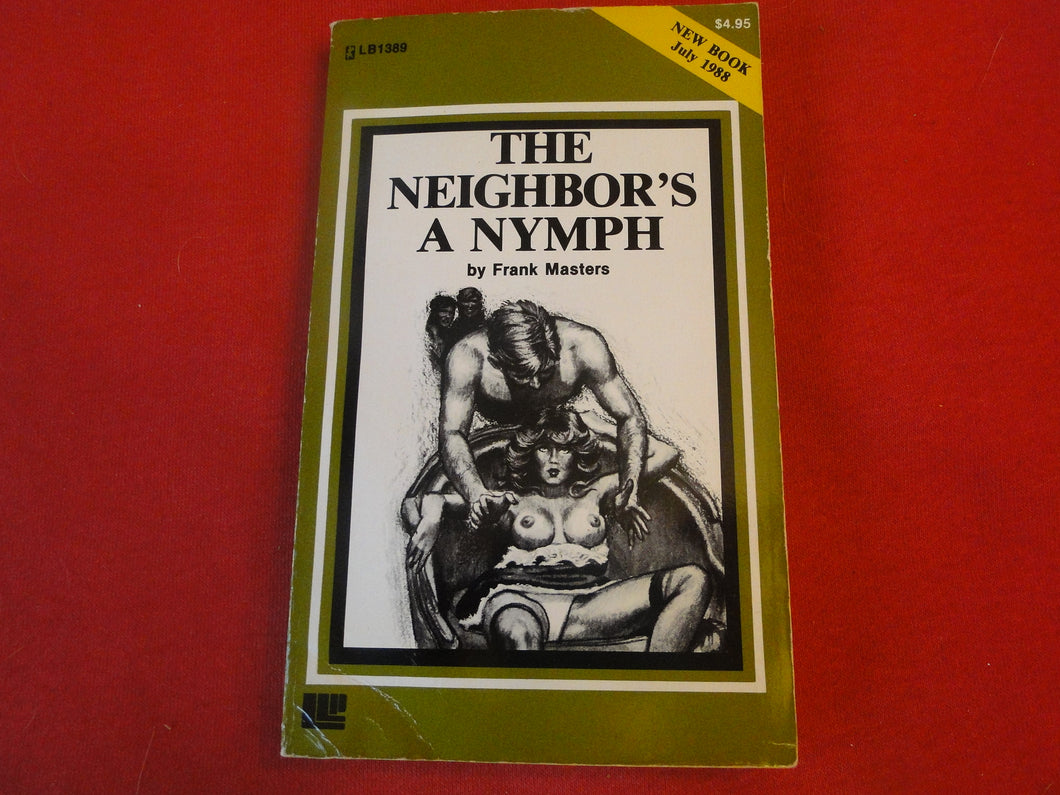 LB1389
$4.95
NEW BOOK
July 1988
THE
NEIGHBOR'S
A NYMPH
by Frank Masters